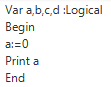 Var a,b,c,d :Logical
Begin
a:=0
Print a
End